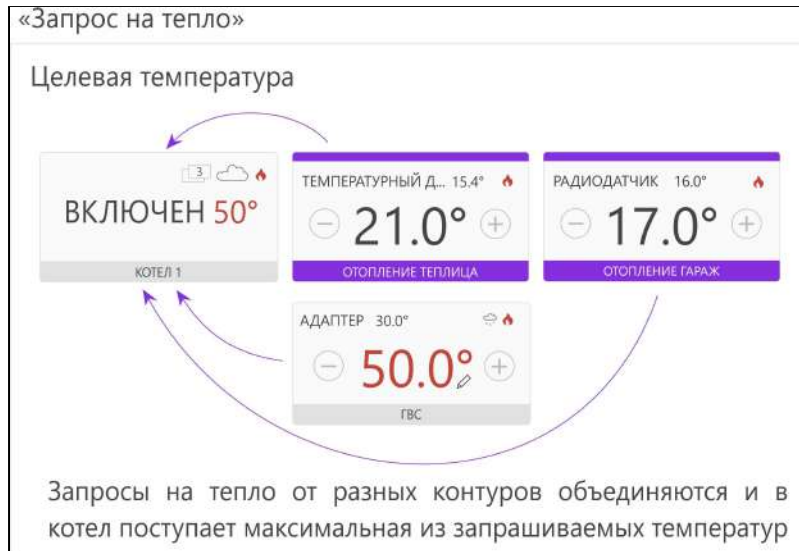 «Запрос на тепло»
Целевая температура
3
ВКЛЮЧЕН 50°
КОТЕЛ 1
ТЕМПЕРАТУРНЫЙ Д... 15.4°
21.0°
ОТОПЛЕНИЕ ТЕПЛИЦА
РАДИОДАТЧИК 16.0°
17.0°
ОТОПЛЕНИЕ ГАРАЖ
АДАПТЕР 30.0°
50.0°
ГВС
Запросы на тепло от разных контуров объединяются и в
котел поступает максимальная из запрашиваемых температур